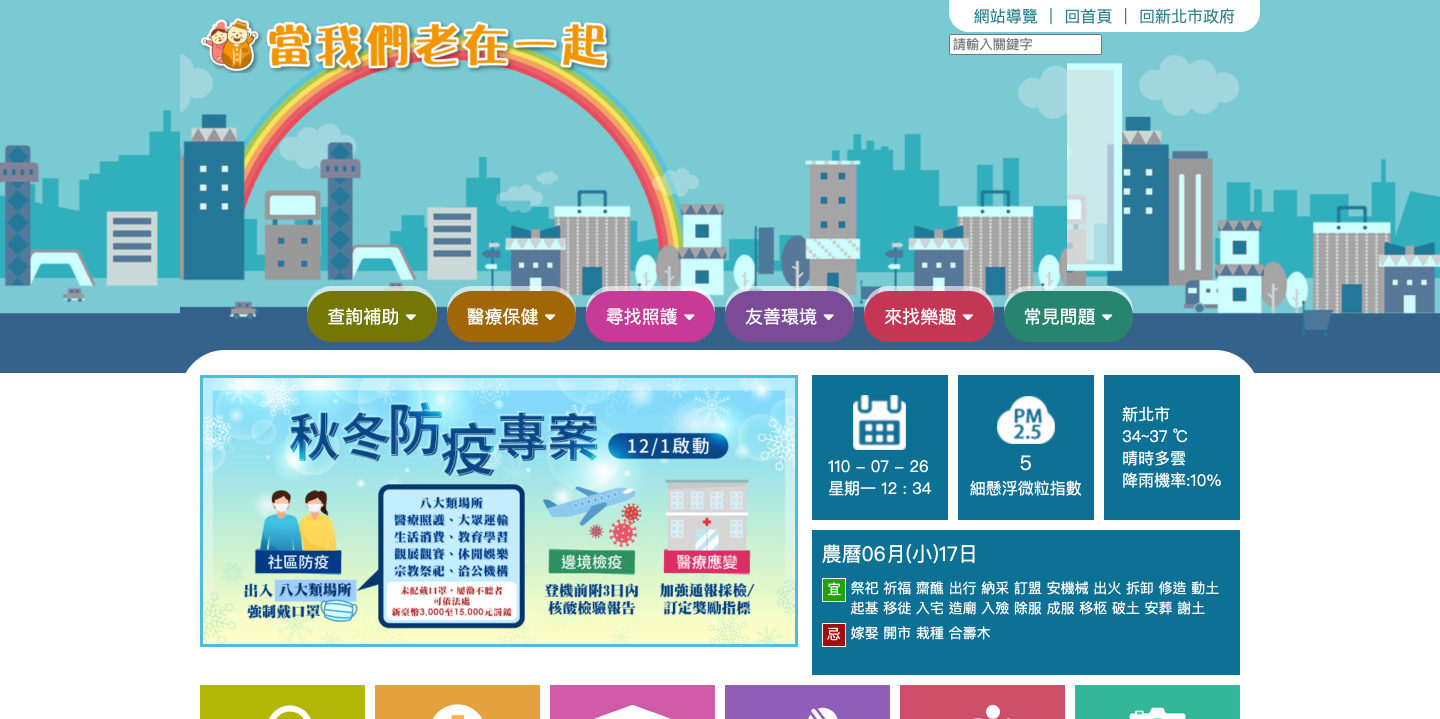 網站導覽 | 回首頁 | 回新北市政府
請輸入關鍵字
當我們老在一起
查詢補助
醫療保健
尋找照護
友善環境
來找樂趣
常見問題
秋冬防疫專案
12/1啟動
八大類場所
醫療照護、大眾運輸
生活消費、教育學習
觀展觀賽、休閒娛樂
宗教祭祀、洽公機構
未配戴口罩,屢勸不聽者
可依法處
新臺幣3,000至15,000元罰鍰
社區防疫
出入 八大類場所
強制戴口罩
邊境檢疫
登機前附3日內
核酸檢驗報告
醫療應變
加強通報採檢/
訂定獎勵指標
110 – 07 – 26
星期一 12 : 34
PM
2.5
5
細懸浮微粒指數
新北市
34~37 ℃
晴時多雲
降雨機率:10%
農曆06月(小)17日
宜 祭祀 祈福 齋醮 出行 納采 訂盟 安機械 出火 拆卸 修造 動土
起基 移徙 入宅 造廟 入殮 除服 成服 移柩 破土 安葬 謝土
忌 嫁娶 開市 栽種 合壽木